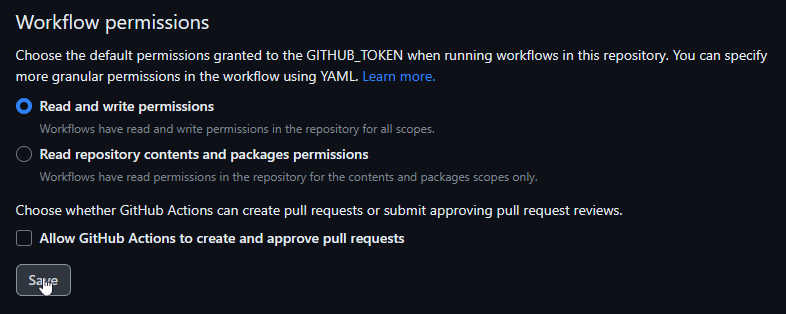 Workflow permissions
Choose the default permissions granted to the GITHUB_TOKEN when running workflows in this repository. You can specify
more granular permissions in the workflow using YAML. Learn more.
Read and write permissions
Workflows have read and write permissions in the repository for all scopes.
Read repository contents and packages permissions
Workflows have read permissions in the repository for the contents and packages scopes only.
Choose whether GitHub Actions can create pull requests or submit approving pull request reviews.
Allow GitHub Actions to create and approve pull requests
Save